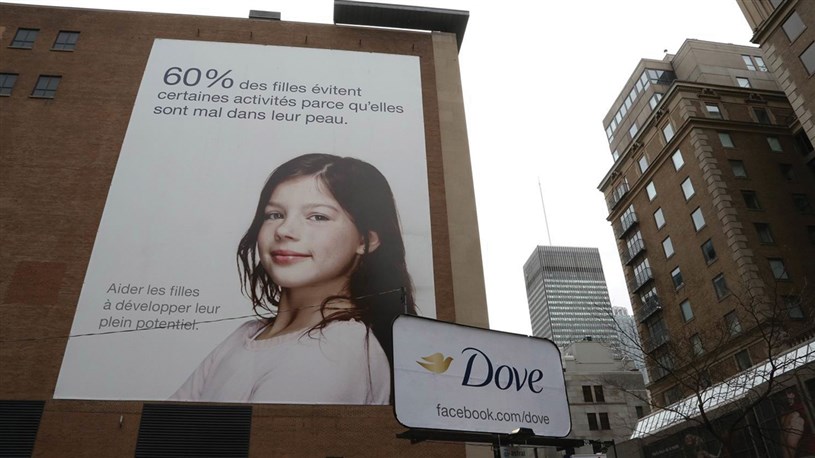 60% des filles évitent
certaines activités parce qu'elles
sont mal dans leur peau.
Aider les filles
à développer leur
plein potentiel.
Dove
facebook.com/dove